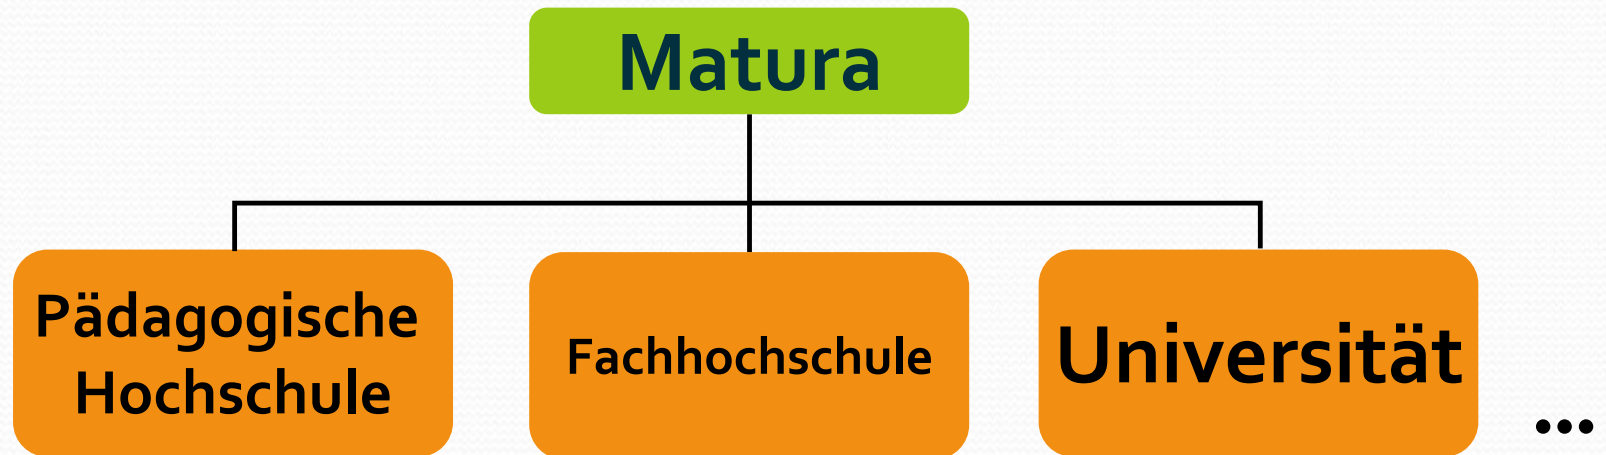 Matura
Pädagogische
Hochschule
Fachhochschule
Universität
...